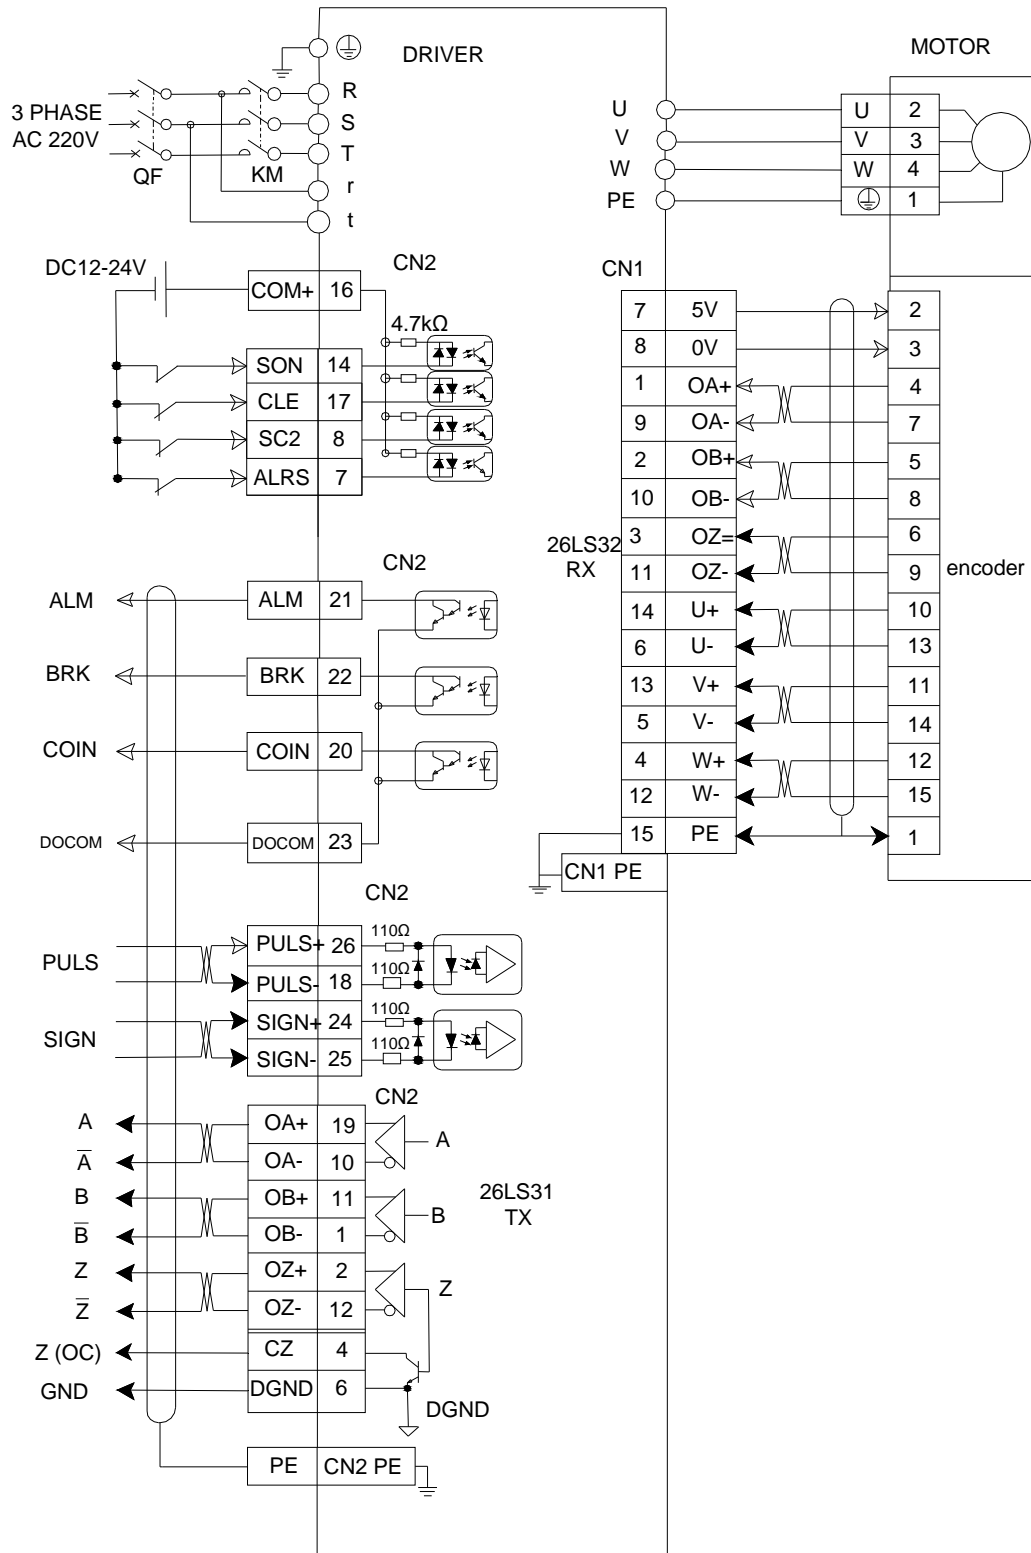 DRIVER
MOTOR
3 PHASE
AC 220V
QF
KM
R
S
T
r
t
U
V
W
PE
U 2
V 3
W 4
1
DC12-24V
CN2
COM+ 16
4.7kΩ
SON 14
CLE 17
SC2 8
ALRS 7
CN1
7 5V 2
8 0V 3
1 OA+ 4
9 OA- 7
2 OB+ 5
10 OB- 8
3 OZ= 6
11 OZ- 9
14 U+ 10
6 U- 13
13 V+ 11
5 V- 14
4 W+ 12
12 W- 15
15 PE 1
26LS32
RX
encoder
CN1 PE
CN2
ALM ALM 21
BRK BRK 22
COIN COIN 20
DOCOM DOCOM 23
CN2
PULS
PULS+ 26 110Ω
PULS- 18 110Ω
SIGN
SIGN+ 24 110Ω
SIGN- 25 110Ω
CN2
A OA+ 19 A
A̅ OA- 10
B OB+ 11 B
B̅ OB- 1
Z OZ+ 2 Z
Z̅ OZ- 12
26LS31
TX
Z (OC) CZ 4
GND DGND 6
DGND
PE CN2 PE